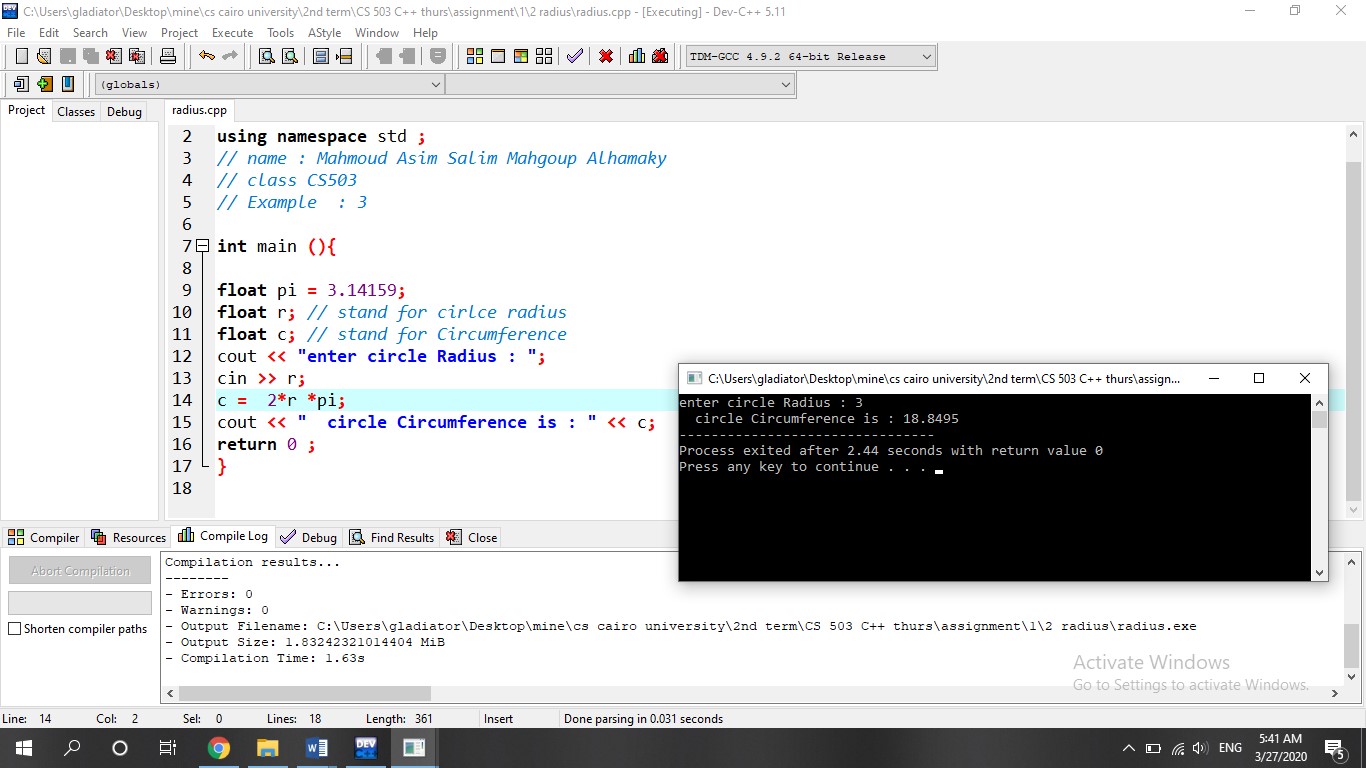 C:\Users\gladiator\Desktop\mine\cs cairo university\2nd term\CS 503 C++ thurs\assignment\1\2 radius\radius.cpp - [Executing] - Dev-C++ 5.11
File Edit Search View Project Execute Tools AStyle Window Help
TDM-GCC 4.9.2 64-bit Release
(globals)
Project Classes Debug
radius.cpp
2 using namespace std ;
3 // name : Mahmoud Asim Salim Mahgoup Alhamaky
4 // class CS503
5 // Example  : 3
6
7 int main (){
8
9 float pi = 3.14159;
10 float r; // stand for cirlce radius
11 float c; // stand for Circumference
12 cout << "enter circle Radius : ";
13 cin >> r;
14 c =  2*r *pi;
15 cout << "  circle Circumference is : " << c;
16 return 0 ;
17 }
18
C:\Users\gladiator\Desktop\mine\cs cairo university\2nd term\CS 503 C++ thurs\assign...
enter circle Radius : 3
  circle Circumference is : 18.8495
--------------------------------
Process exited after 2.44 seconds with return value 0
Press any key to continue . . .
Compiler Resources Compile Log Debug Find Results Close
Abort Compilation
Shorten compiler paths
Compilation results...
--------
- Errors: 0
- Warnings: 0
- Output Filename: C:\Users\gladiator\Desktop\mine\cs cairo university\2nd term\CS 503 C++ thurs\assignment\1\2 radius\radius.exe
- Output Size: 1.83242321014404 MiB
- Compilation Time: 1.63s
Activate Windows
Go to Settings to activate Windows.
Line: 14 Col: 2 Sel: 0 Lines: 18 Length: 361 Insert Done parsing in 0.031 seconds
DEV
ENG
5:41 AM
3/27/2020
5